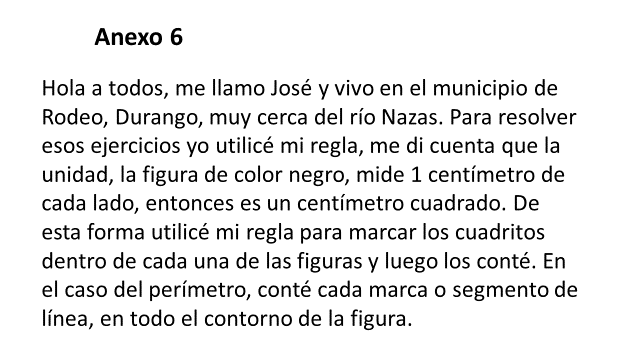 Anexo 6
Hola a todos, me llamo José y vivo en el municipio de
Rodeo, Durango, muy cerca del río Nazas. Para resolver
esos ejercicios yo utilicé mi regla, me di cuenta que la
unidad, la figura de color negro, mide 1 centímetro de
cada lado, entonces es un centímetro cuadrado. De
esta forma utilicé mi regla para marcar los cuadritos
dentro de cada una de las figuras y luego los conté. En
el caso del perímetro, conté cada marca o segmento de
línea, en todo el contorno de la figura.